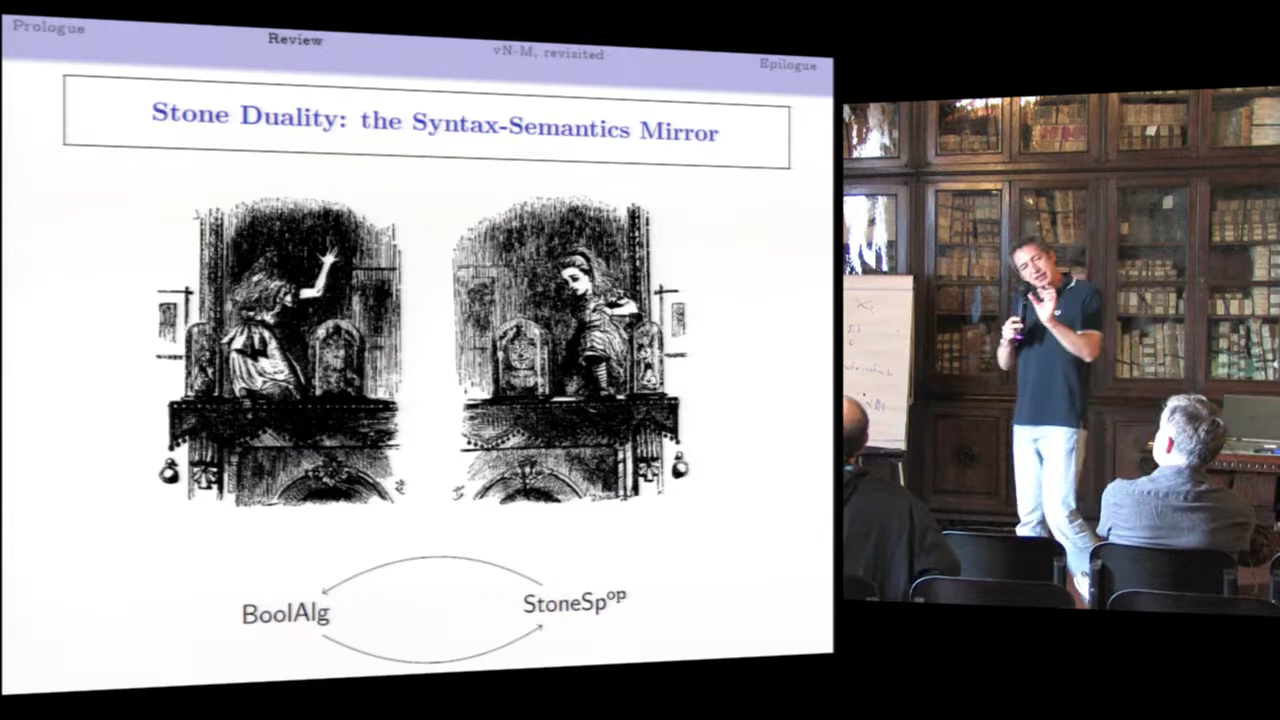 Prologue
Review
vN-M, revisited
Epilogue
Stone Duality: the Syntax-Semantics Mirror
BoolAlg
StoneSp^op